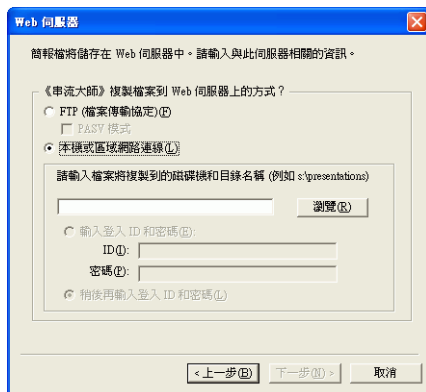 Web 伺服器
簡報檔將儲存在 Web 伺服器中。請輸入與此伺服器相關的資訊。
《串流大師》複製檔案到 Web 伺服器上的方式？
FTP (檔案傳輸協定)(F)
PASV 模式
本機或區域網路連線(L)
請輸入檔案將複製到的磁碟機和目錄名稱 (例如 s:\presentations)
瀏覽(R)
輸入登入 ID 和密碼(E):
ID(I):
密碼(P):
稍後再輸入登入 ID 和密碼(L)
<上一步(B) 下一步(N)> 取消